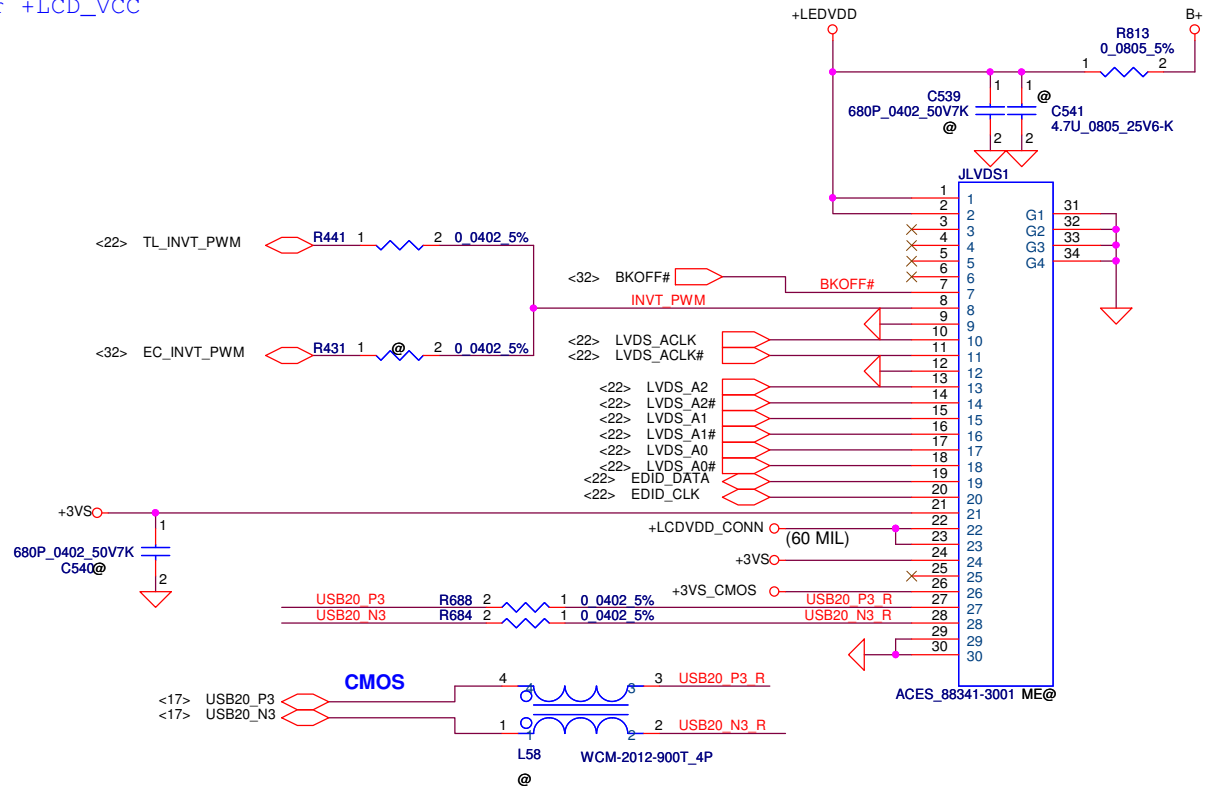 +LCD_VCC
+LEDVDD
B+
R813
0_0805_5%
1 2
C539
680P_0402_50V7K
@
1
2
1
2
@
C541
4.7U_0805_25V6-K
JLVDS1
1 1
2 2
3 3
4 4
5 5
6 6
7 7
8 8
9 9
10 10
11 11
12 12
13 13
14 14
15 15
16 16
17 17
18 18
19 19
20 20
21 21
22 22
23 23
24 24
25 25
26 26
27 27
28 28
29 29
30 30
G1 31
G2 32
G3 33
G4 34
ACES_88341-3001 ME@
<22> TL_INVT_PWM R441 1 2 0_0402_5%
<32> BKOFF# BKOFF#
INVT_PWM
<32> EC_INVT_PWM R431 1 @ 2 0_0402_5%
<22> LVDS_ACLK
<22> LVDS_ACLK#
<22> LVDS_A2
<22> LVDS_A2#
<22> LVDS_A1
<22> LVDS_A1#
<22> LVDS_A0
<22> LVDS_A0#
<22> EDID_DATA
<22> EDID_CLK
+3VS
+LCDVDD_CONN (60 MIL)
1
680P_0402_50V7K
C540@
2
+3VS
+3VS_CMOS
USB20_P3 R688 2 1 0_0402_5% USB20_P3_R
USB20_N3 R684 2 1 0_0402_5% USB20_N3_R
CMOS
<17> USB20_P3
<17> USB20_N3
4 4 3 3 USB20_P3_R
1 1 2 2 USB20_N3_R
L58 WCM-2012-900T_4P
@